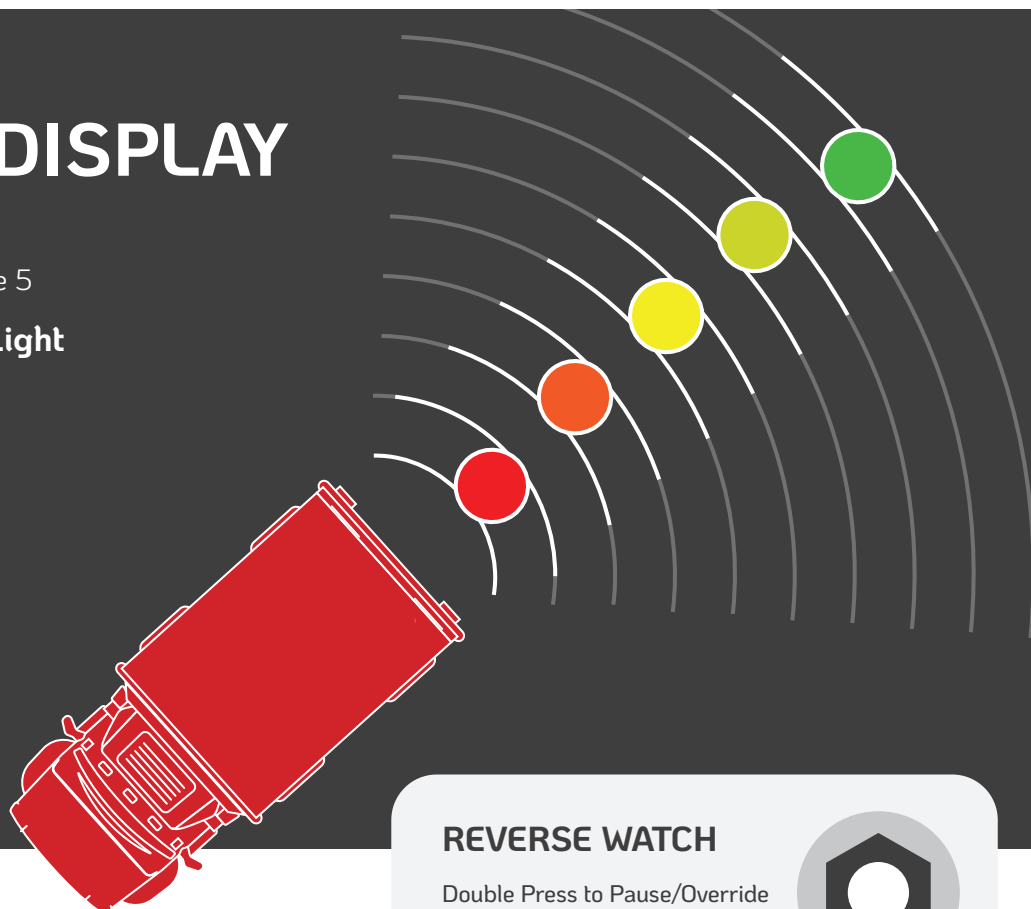 DISPLAY
e 5
Light
REVERSE WATCH
Double Press to Pause/Override